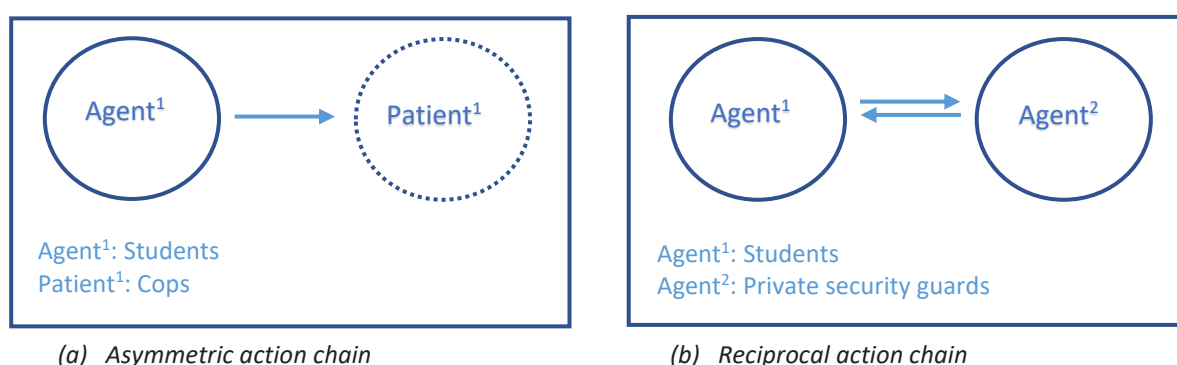 Agent¹
Patient¹
Agent¹: Students
Patient¹: Cops
(a) Asymmetric action chain
Agent¹
Agent²
Agent¹: Students
Agent²: Private security guards
(b) Reciprocal action chain